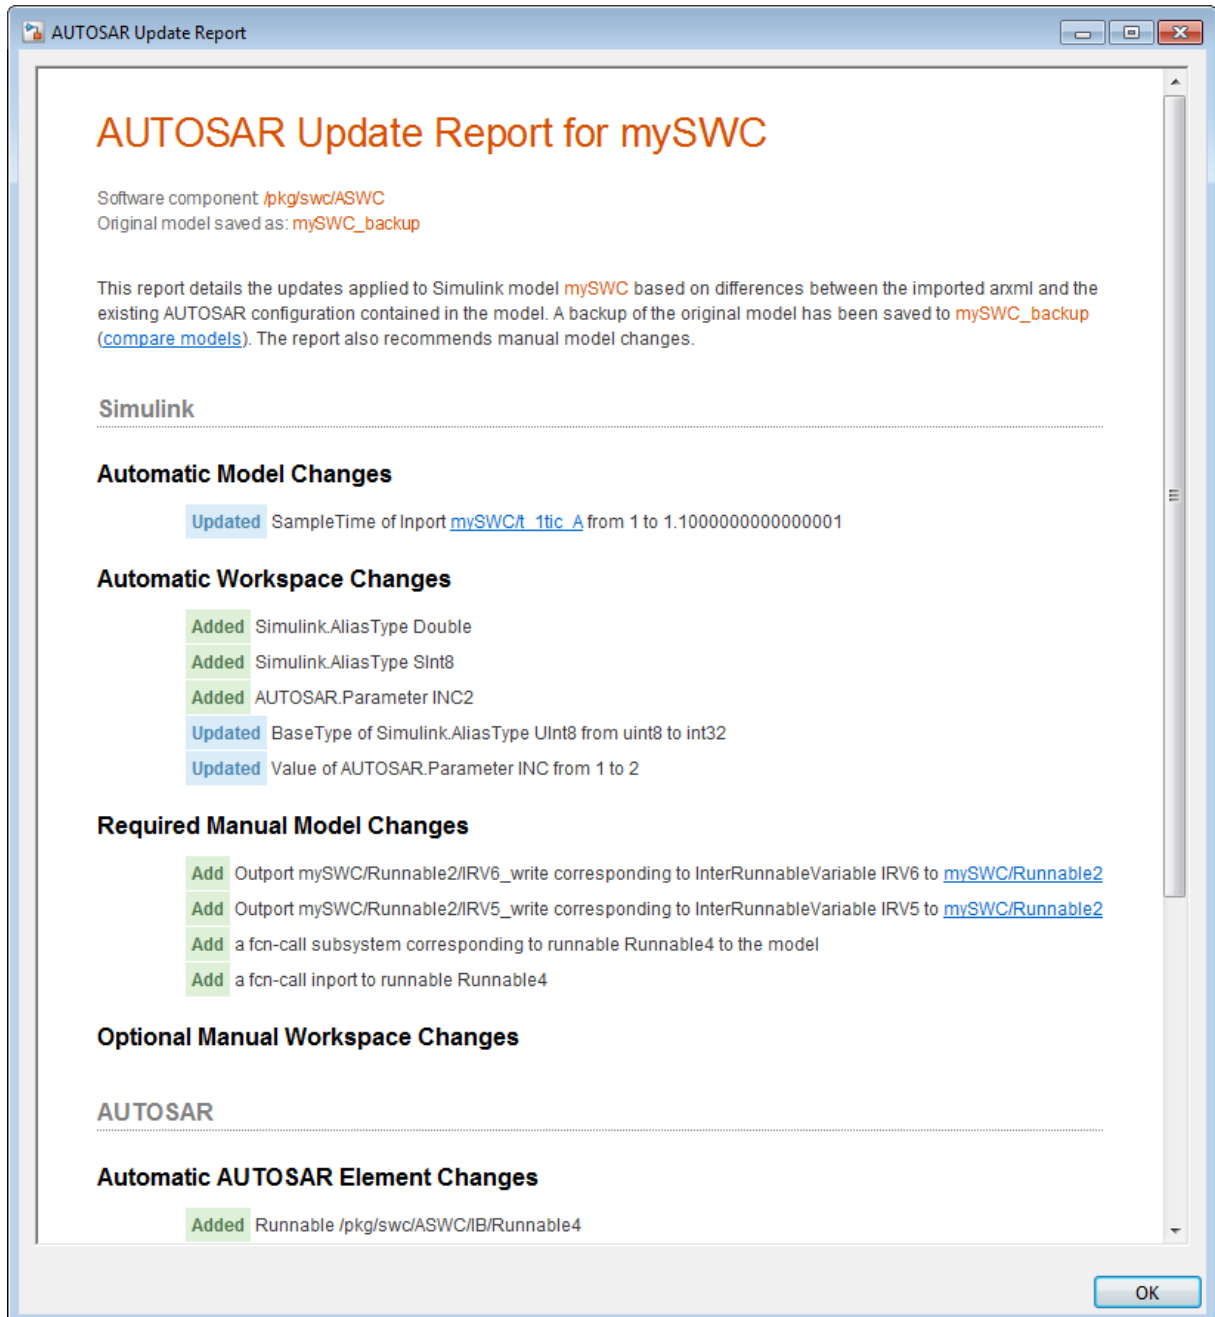 AUTOSAR Update Report
AUTOSAR Update Report for mySWC
Software component /pkg/swc/ASWC
Original model saved as: mySWC_backup
This report details the updates applied to Simulink model mySWC based on differences between the imported arxml and the
existing AUTOSAR configuration contained in the model. A backup of the original model has been saved to mySWC_backup
(compare models). The report also recommends manual model changes.
Simulink
Automatic Model Changes
Updated SampleTime of Inport mySWC/t_1tic_A from 1 to 1.1000000000000001
Automatic Workspace Changes
Added Simulink.AliasType Double
Added Simulink.AliasType SInt8
Added AUTOSAR.Parameter INC2
Updated BaseType of Simulink.AliasType UInt8 from uint8 to int32
Updated Value of AUTOSAR.Parameter INC from 1 to 2
Required Manual Model Changes
Add Outport mySWC/Runnable2/IRV6_write corresponding to InterRunnableVariable IRV6 to mySWC/Runnable2
Add Outport mySWC/Runnable2/IRV5_write corresponding to InterRunnableVariable IRV5 to mySWC/Runnable2
Add a fcn-call subsystem corresponding to runnable Runnable4 to the model
Add a fcn-call inport to runnable Runnable4
Optional Manual Workspace Changes
AUTOSAR
Automatic AUTOSAR Element Changes
Added Runnable /pkg/swc/ASWC/IB/Runnable4
OK